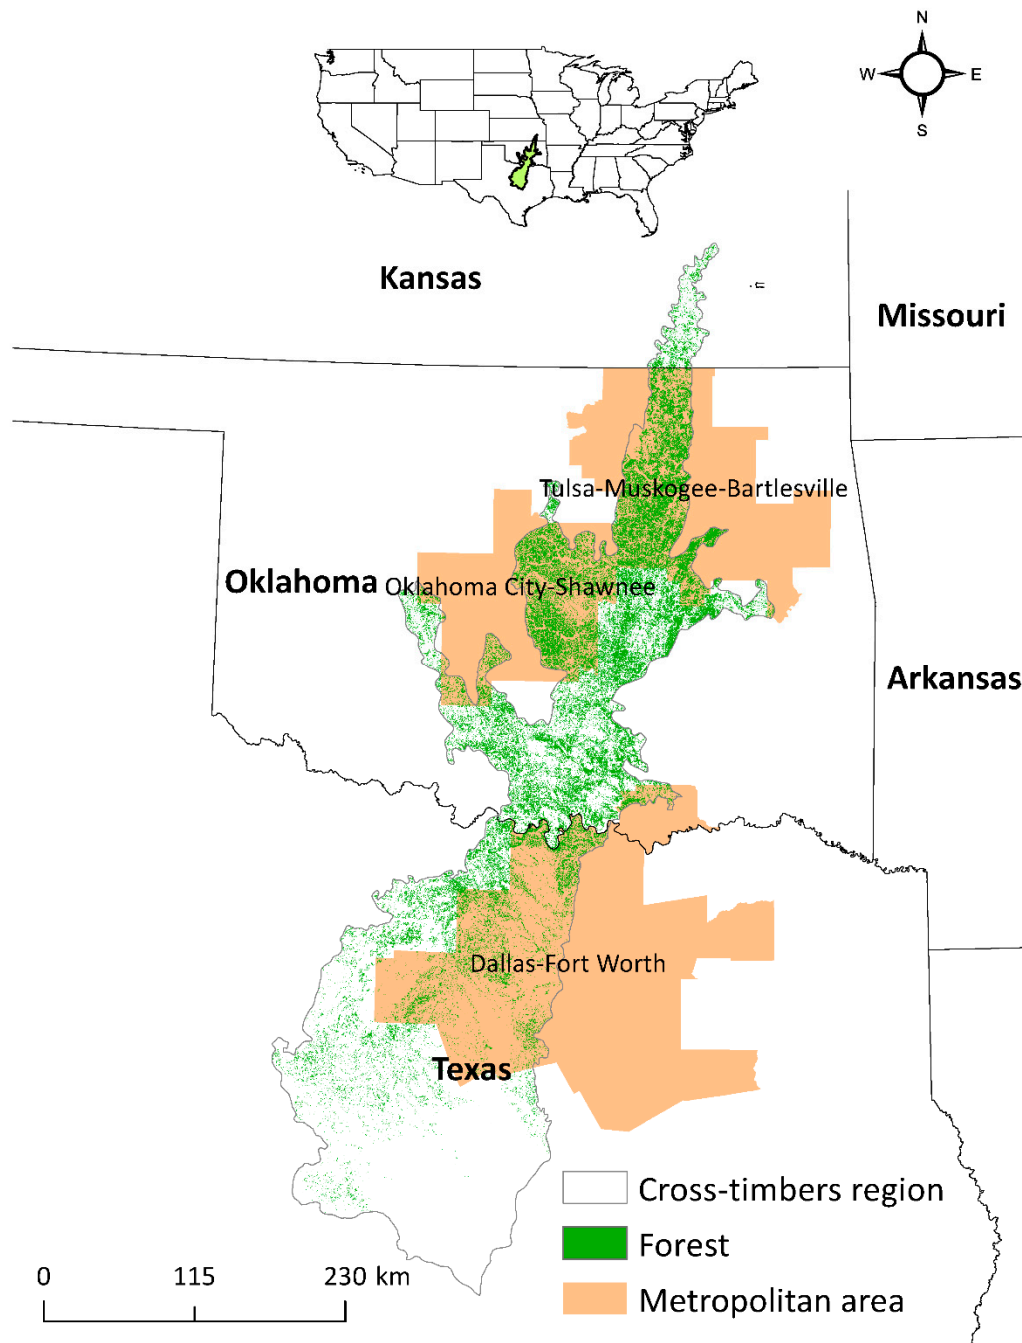 N
W E
S
Kansas
Missouri
Tulsa-Muskogee-Bartlesville
Oklahoma
Oklahoma City-Shawnee
Arkansas
Dallas-Fort Worth
Texas
Cross-timbers region
Forest
Metropolitan area
0 115 230 km